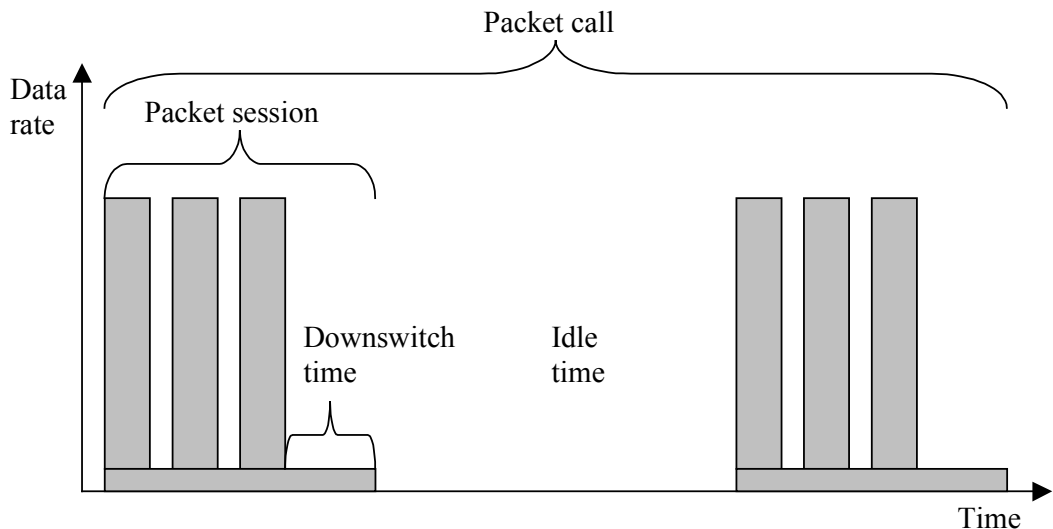 Packet call
Data
rate
Packet session
Downswitch
time
Idle
time
Time